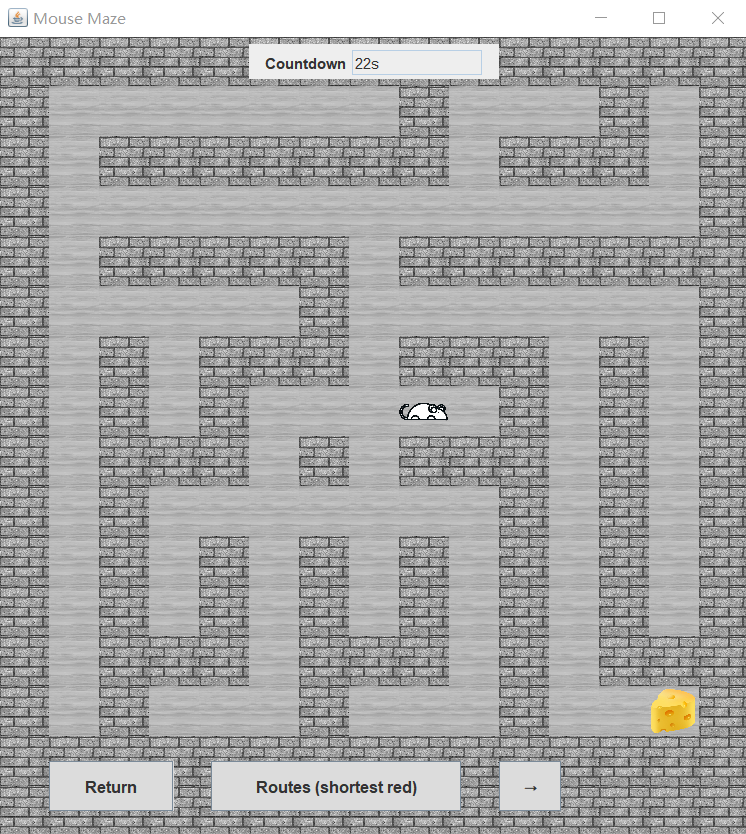 Mouse Maze
Countdown 22s
Return Routes (shortest red) →